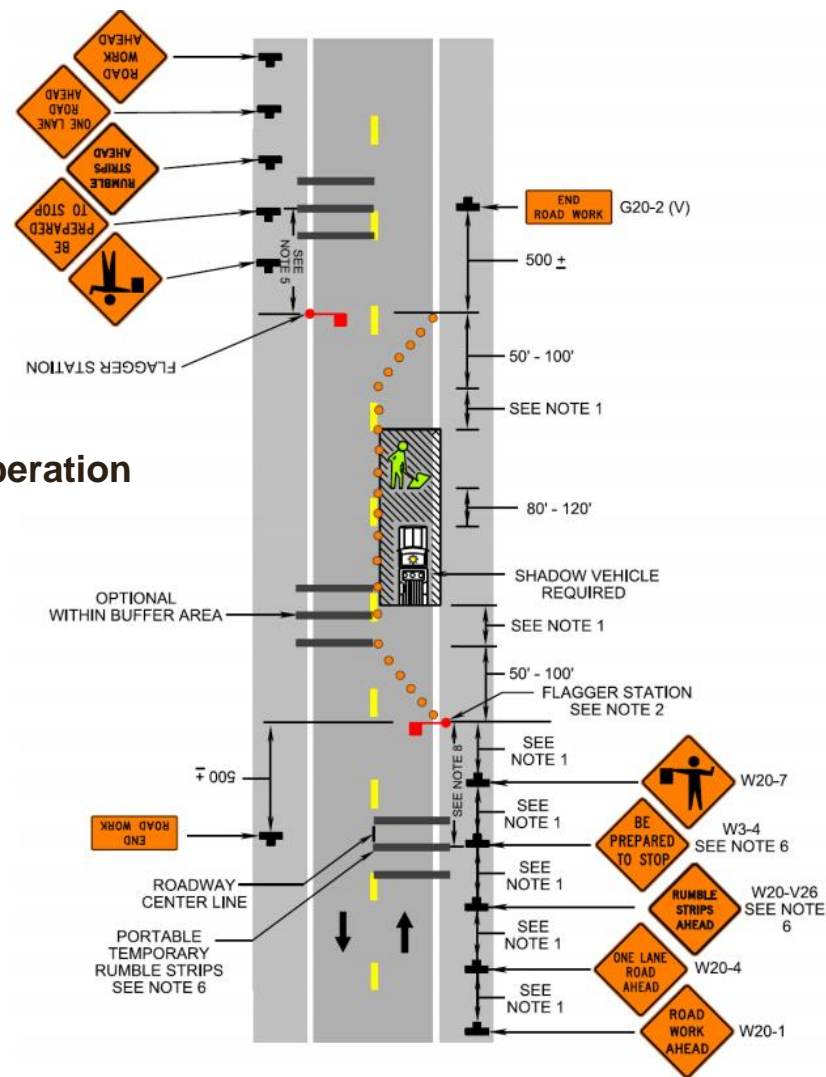 ROAD
WORK
AHEAD
ONE LANE
ROAD
AHEAD
RUMBLE
STRIPS
AHEAD
BE
PREPARED
TO STOP
SEE
NOTE 5
FLAGGER STATION
END
ROAD WORK
G20-2 (V)
500 ±
50' - 100'
SEE NOTE 1
peration
80' - 120'
OPTIONAL
WITHIN BUFFER AREA
SHADOW VEHICLE
REQUIRED
SEE NOTE 1
50' - 100'
FLAGGER STATION
SEE NOTE 2
500 ±
SEE NOTE 8
END
ROAD WORK
ROADWAY
CENTER LINE
PORTABLE
TEMPORARY
RUMBLE STRIPS
SEE NOTE 6
SEE
NOTE 1
W20-7
SEE
NOTE 1
BE
PREPARED
TO STOP
W3-4
SEE NOTE 6
SEE
NOTE 1
RUMBLE
STRIPS
AHEAD
W20-V26
SEE NOTE
6
SEE
NOTE 1
ONE LANE
ROAD
AHEAD
W20-4
SEE
NOTE 1
ROAD
WORK
AHEAD
W20-1